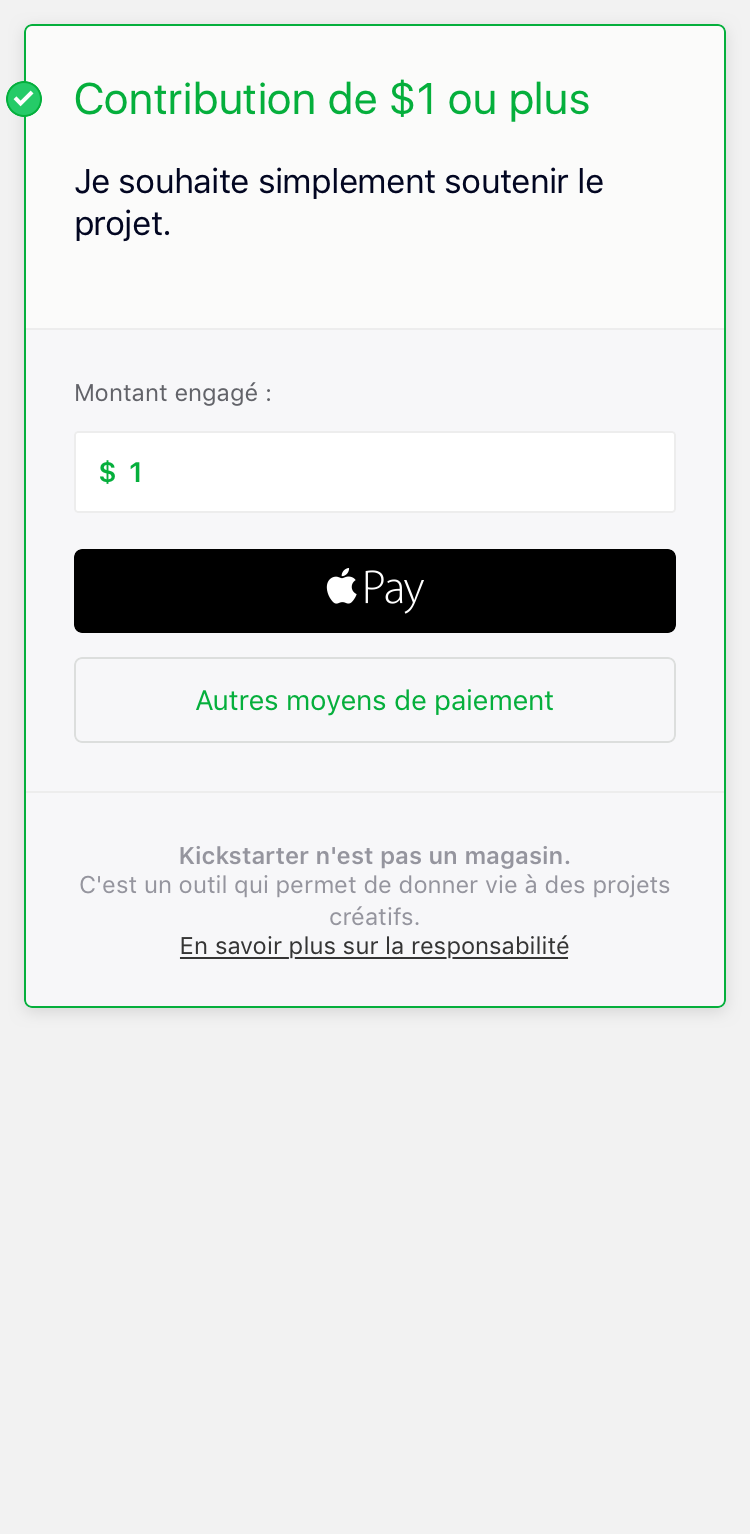 Contribution de $1 ou plus
Je souhaite simplement soutenir le
projet.
Montant engagé :
$ 1
Pay
Autres moyens de paiement
Kickstarter n'est pas un magasin.
C'est un outil qui permet de donner vie à des projets
créatifs.
En savoir plus sur la responsabilité